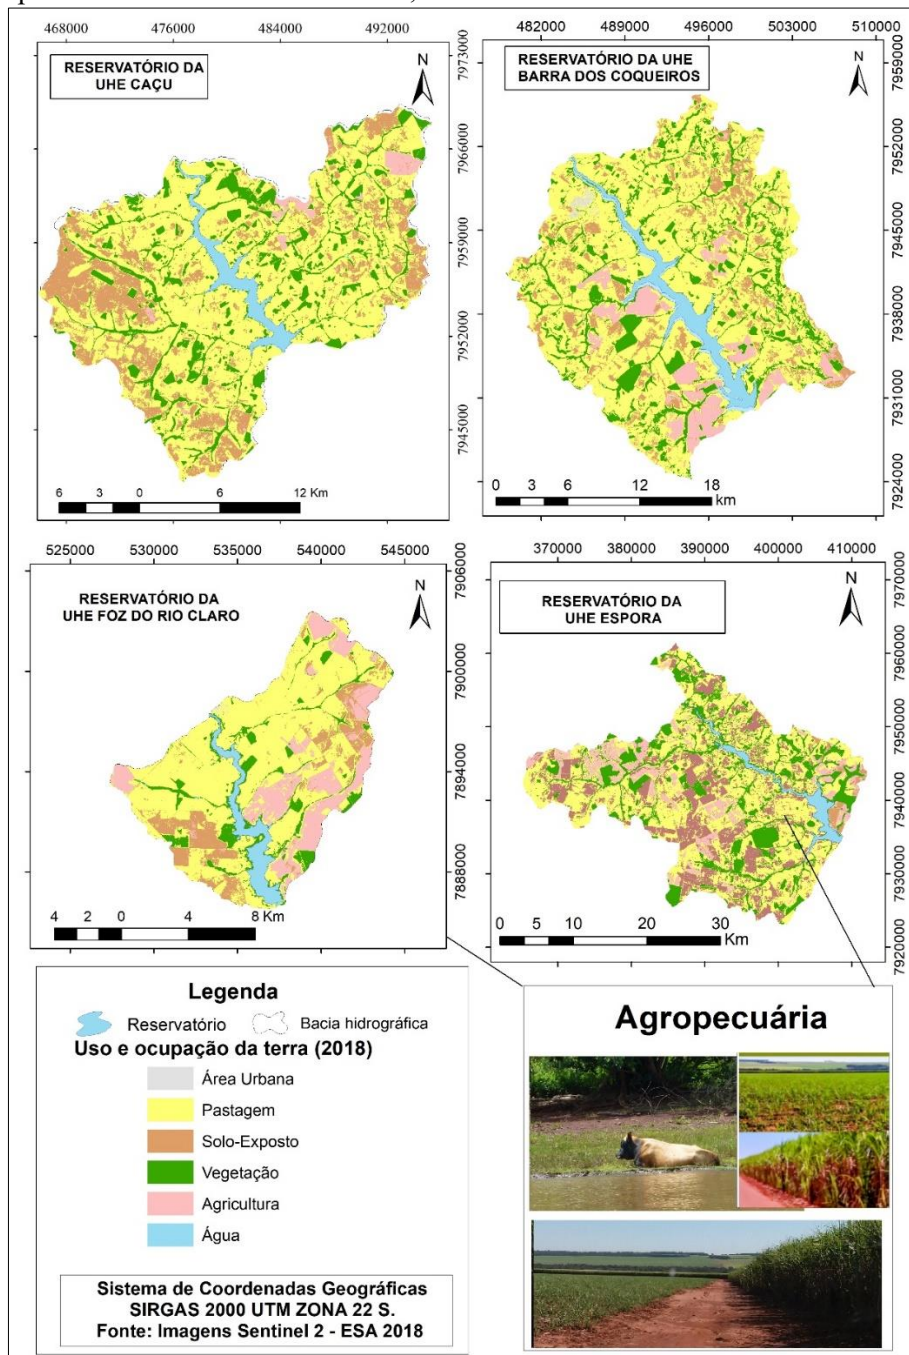 468000 476000 484000 492000
RESERVATÓRIO DA
UHE CAÇU
N
7973000
7966000
7959000
7952000
7945000
6 3 0 6 12 Km
482000 489000 496000 503000 510000
RESERVATÓRIO DA UHE
BARRA DOS COQUEIROS
N
7959000
7952000
7945000
7938000
7931000
7924000
0 3 6 12 18
km
525000 530000 535000 540000 545000
RESERVATÓRIO DA
UHE FOZ DO RIO CLARO
N
7906000
7900000
7894000
7888000
4 2 0 4 8 Km
370000 380000 390000 400000 410000
RESERVATÓRIO DA
UHE ESPORA
N
7970000
7960000
7950000
7940000
7930000
7920000
0 5 10 20 30
Km
Legenda
Reservatório Bacia hidrográfica
Uso e ocupação da terra (2018)
Área Urbana
Pastagem
Solo-Exposto
Vegetação
Agricultura
Água
Sistema de Coordenadas Geográficas
SIRGAS 2000 UTM ZONA 22 S.
Fonte: Imagens Sentinel 2 - ESA 2018
Agropecuária